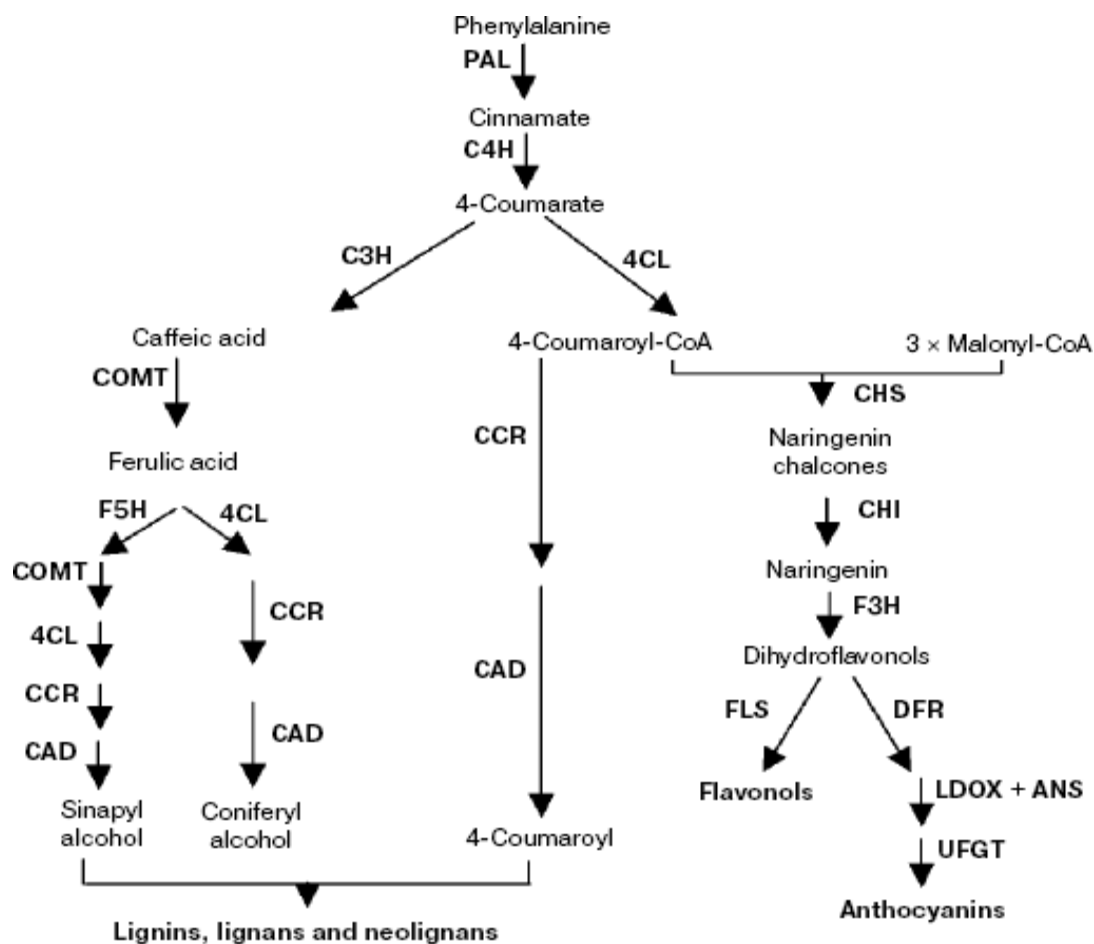 Phenylalanine
PAL
Cinnamate
C4H
4-Coumarate
C3H
4CL
Caffeic acid
4-Coumaroyl-CoA
3 × Malonyl-CoA
COMT
CHS
CCR
Naringenin
chalcones
Ferulic acid
F5H
4CL
CHI
COMT
Naringenin
CCR
F3H
4CL
Dihydroflavonols
CCR
CAD
FLS
DFR
CAD
CAD
Sinapyl
alcohol
Coniferyl
alcohol
Flavonols
LDOX + ANS
4-Coumaroyl
UFGT
Anthocyanins
Lignins, lignans and neolignans